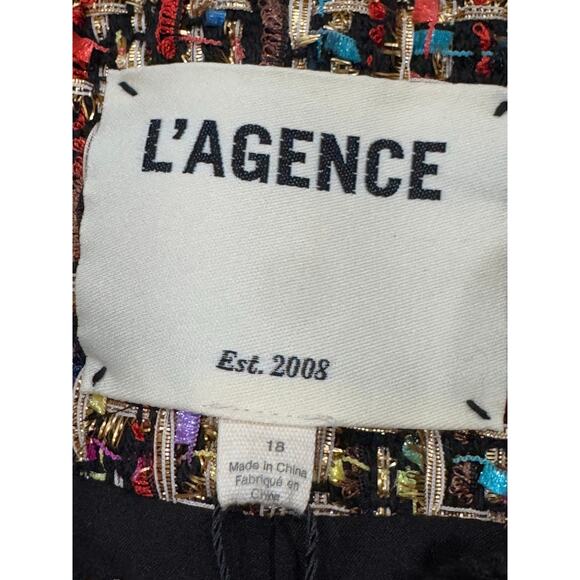 L'AGENCE
Est. 2008
18
Made in China
Fabriqué en
Chine